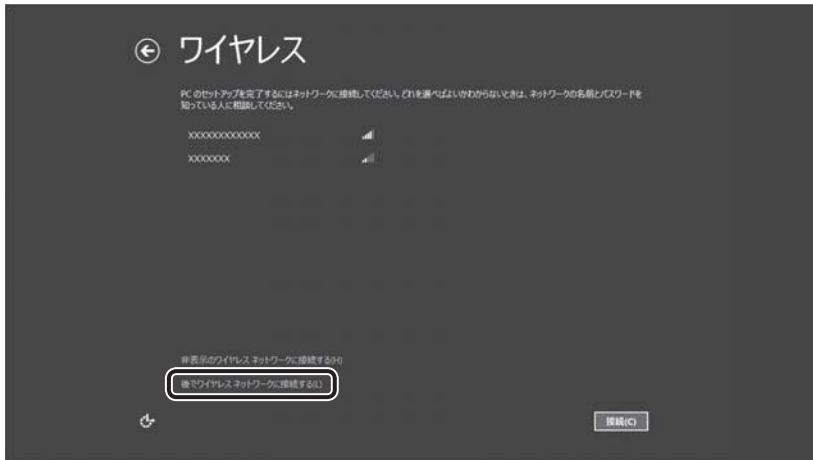 ワイヤレス
PC のセットアップを完了するにはネットワークに接続してください。どれを選べばよいかわからないときは、ネットワークの名前とパスワードを
知っている人に相談してください。
XXXXXXXXXXXX
XXXXXXX
非表示のワイヤレス ネットワークに接続する(H)
後でワイヤレス ネットワークに接続する(L)
接続(C)